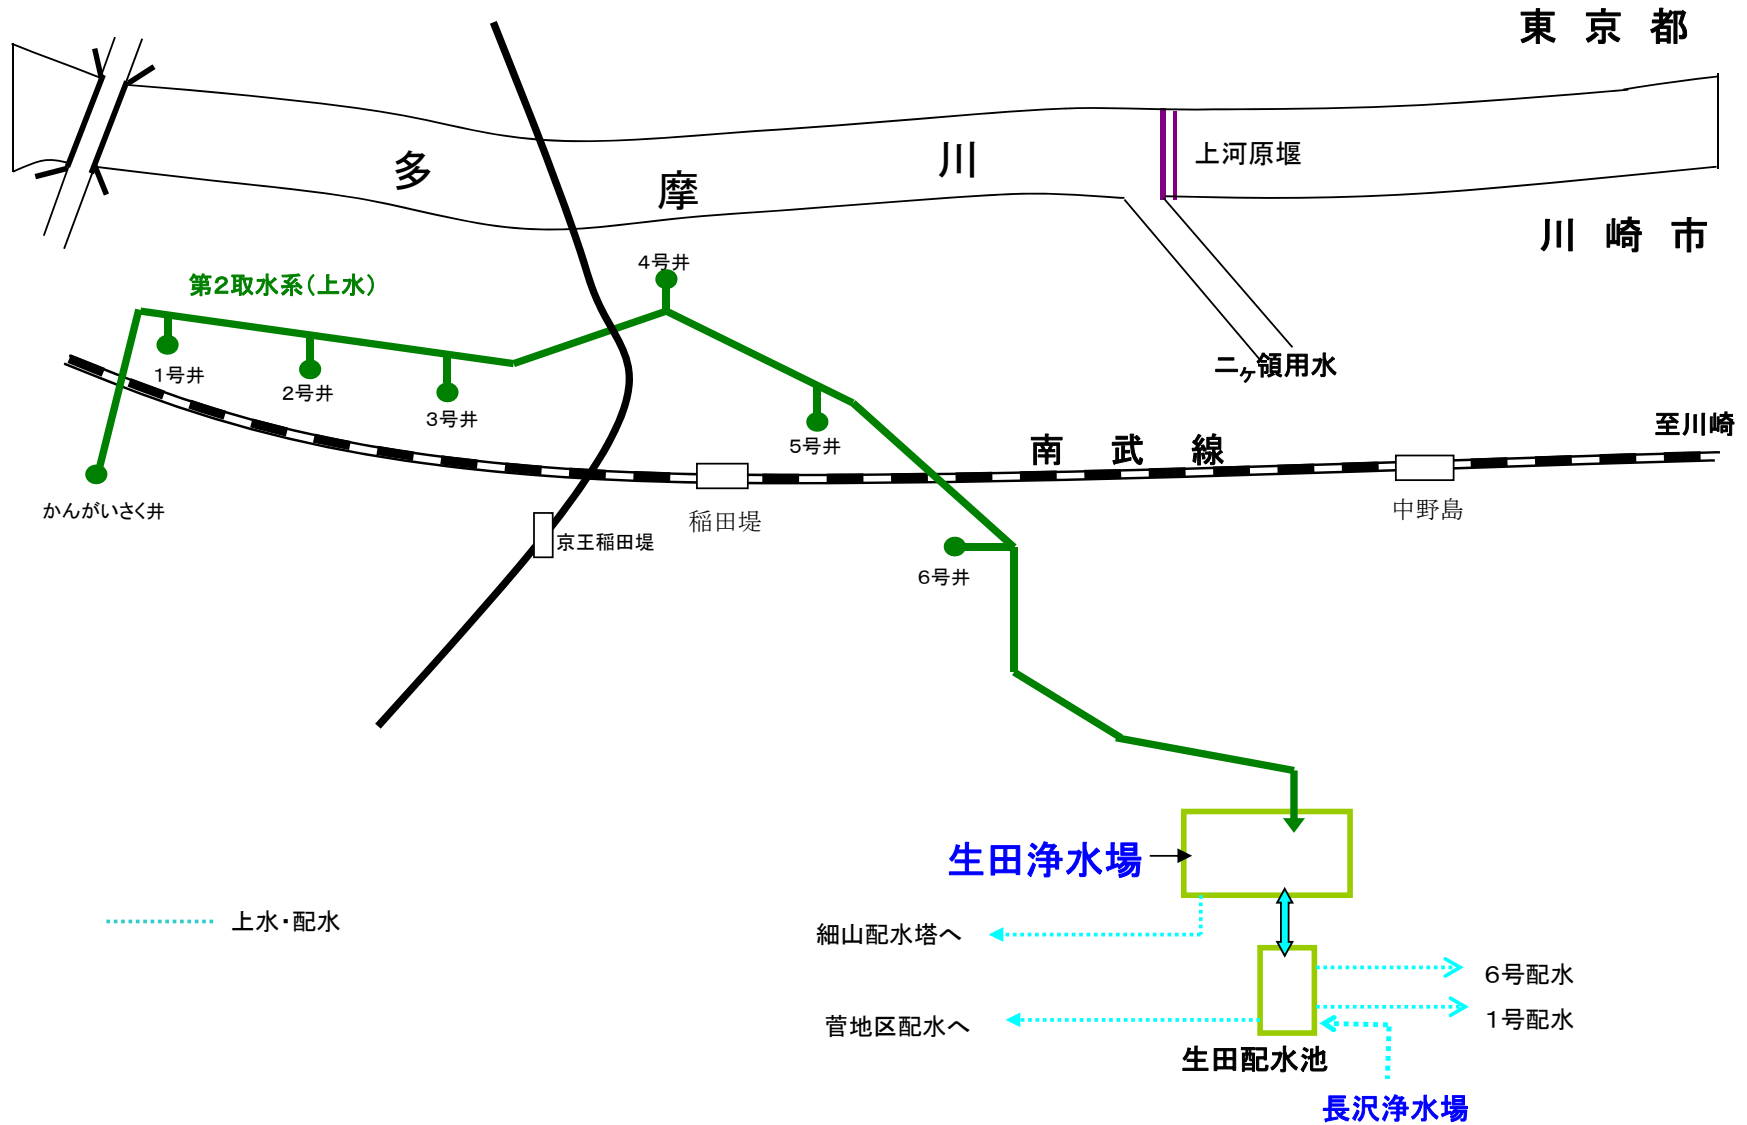 東京都
多摩川
上河原堰
川崎市
4号井
第2取水系(上水)
二ヶ領用水
1号井
2号井
3号井
5号井
南武線
至川崎
かんがいさく井
京王稲田堤
稲田堤
中野島
6号井
生田浄水場
上水・配水
細山配水塔へ
6号配水
1号配水
菅地区配水へ
生田配水池
長沢浄水場